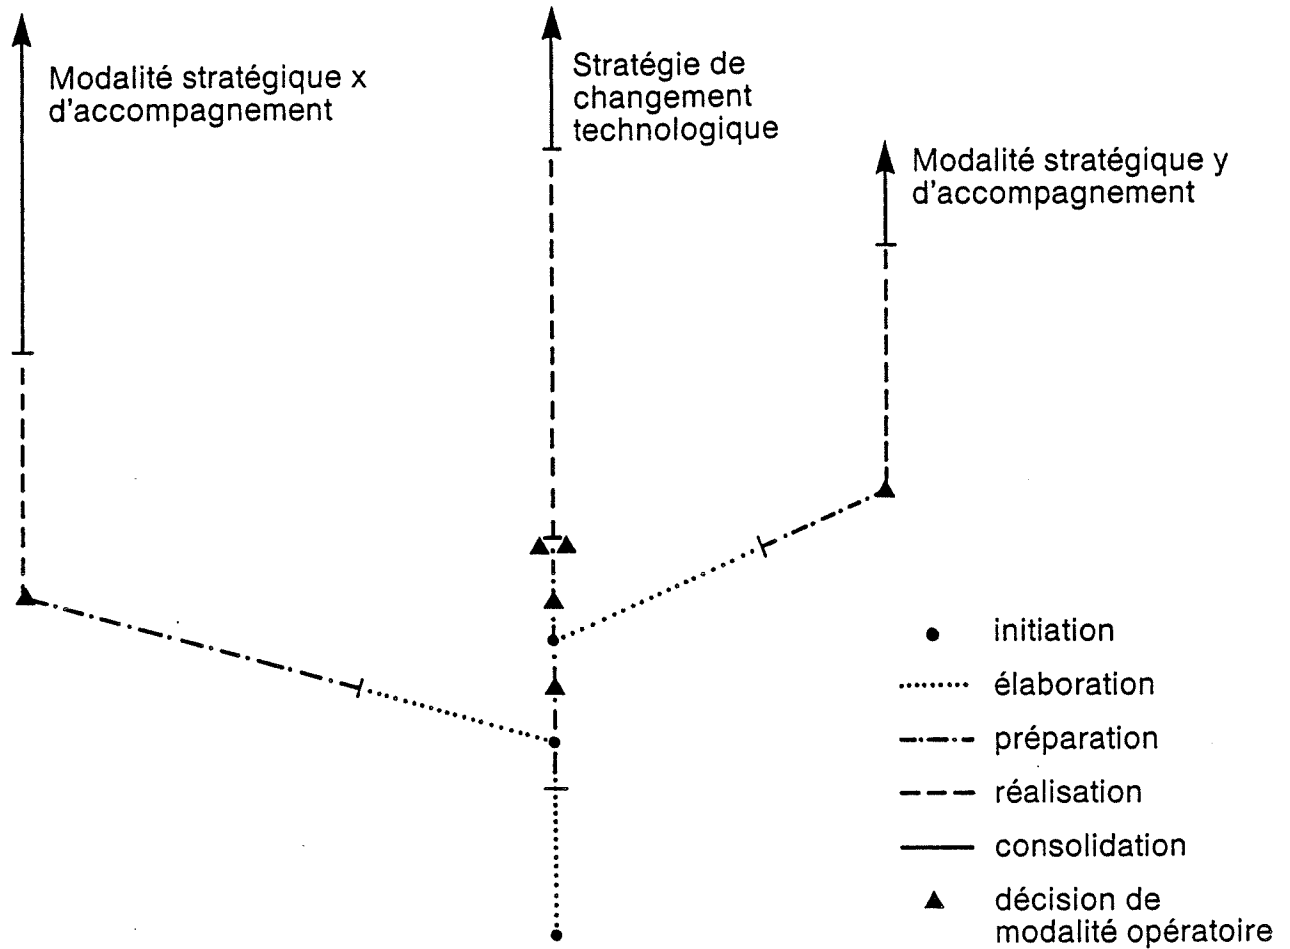 Modalité stratégique x
d'accompagnement
Stratégie de
changement
technologique
Modalité stratégique y
d'accompagnement
initiation
élaboration
préparation
réalisation
consolidation
décision de
modalité opératoire